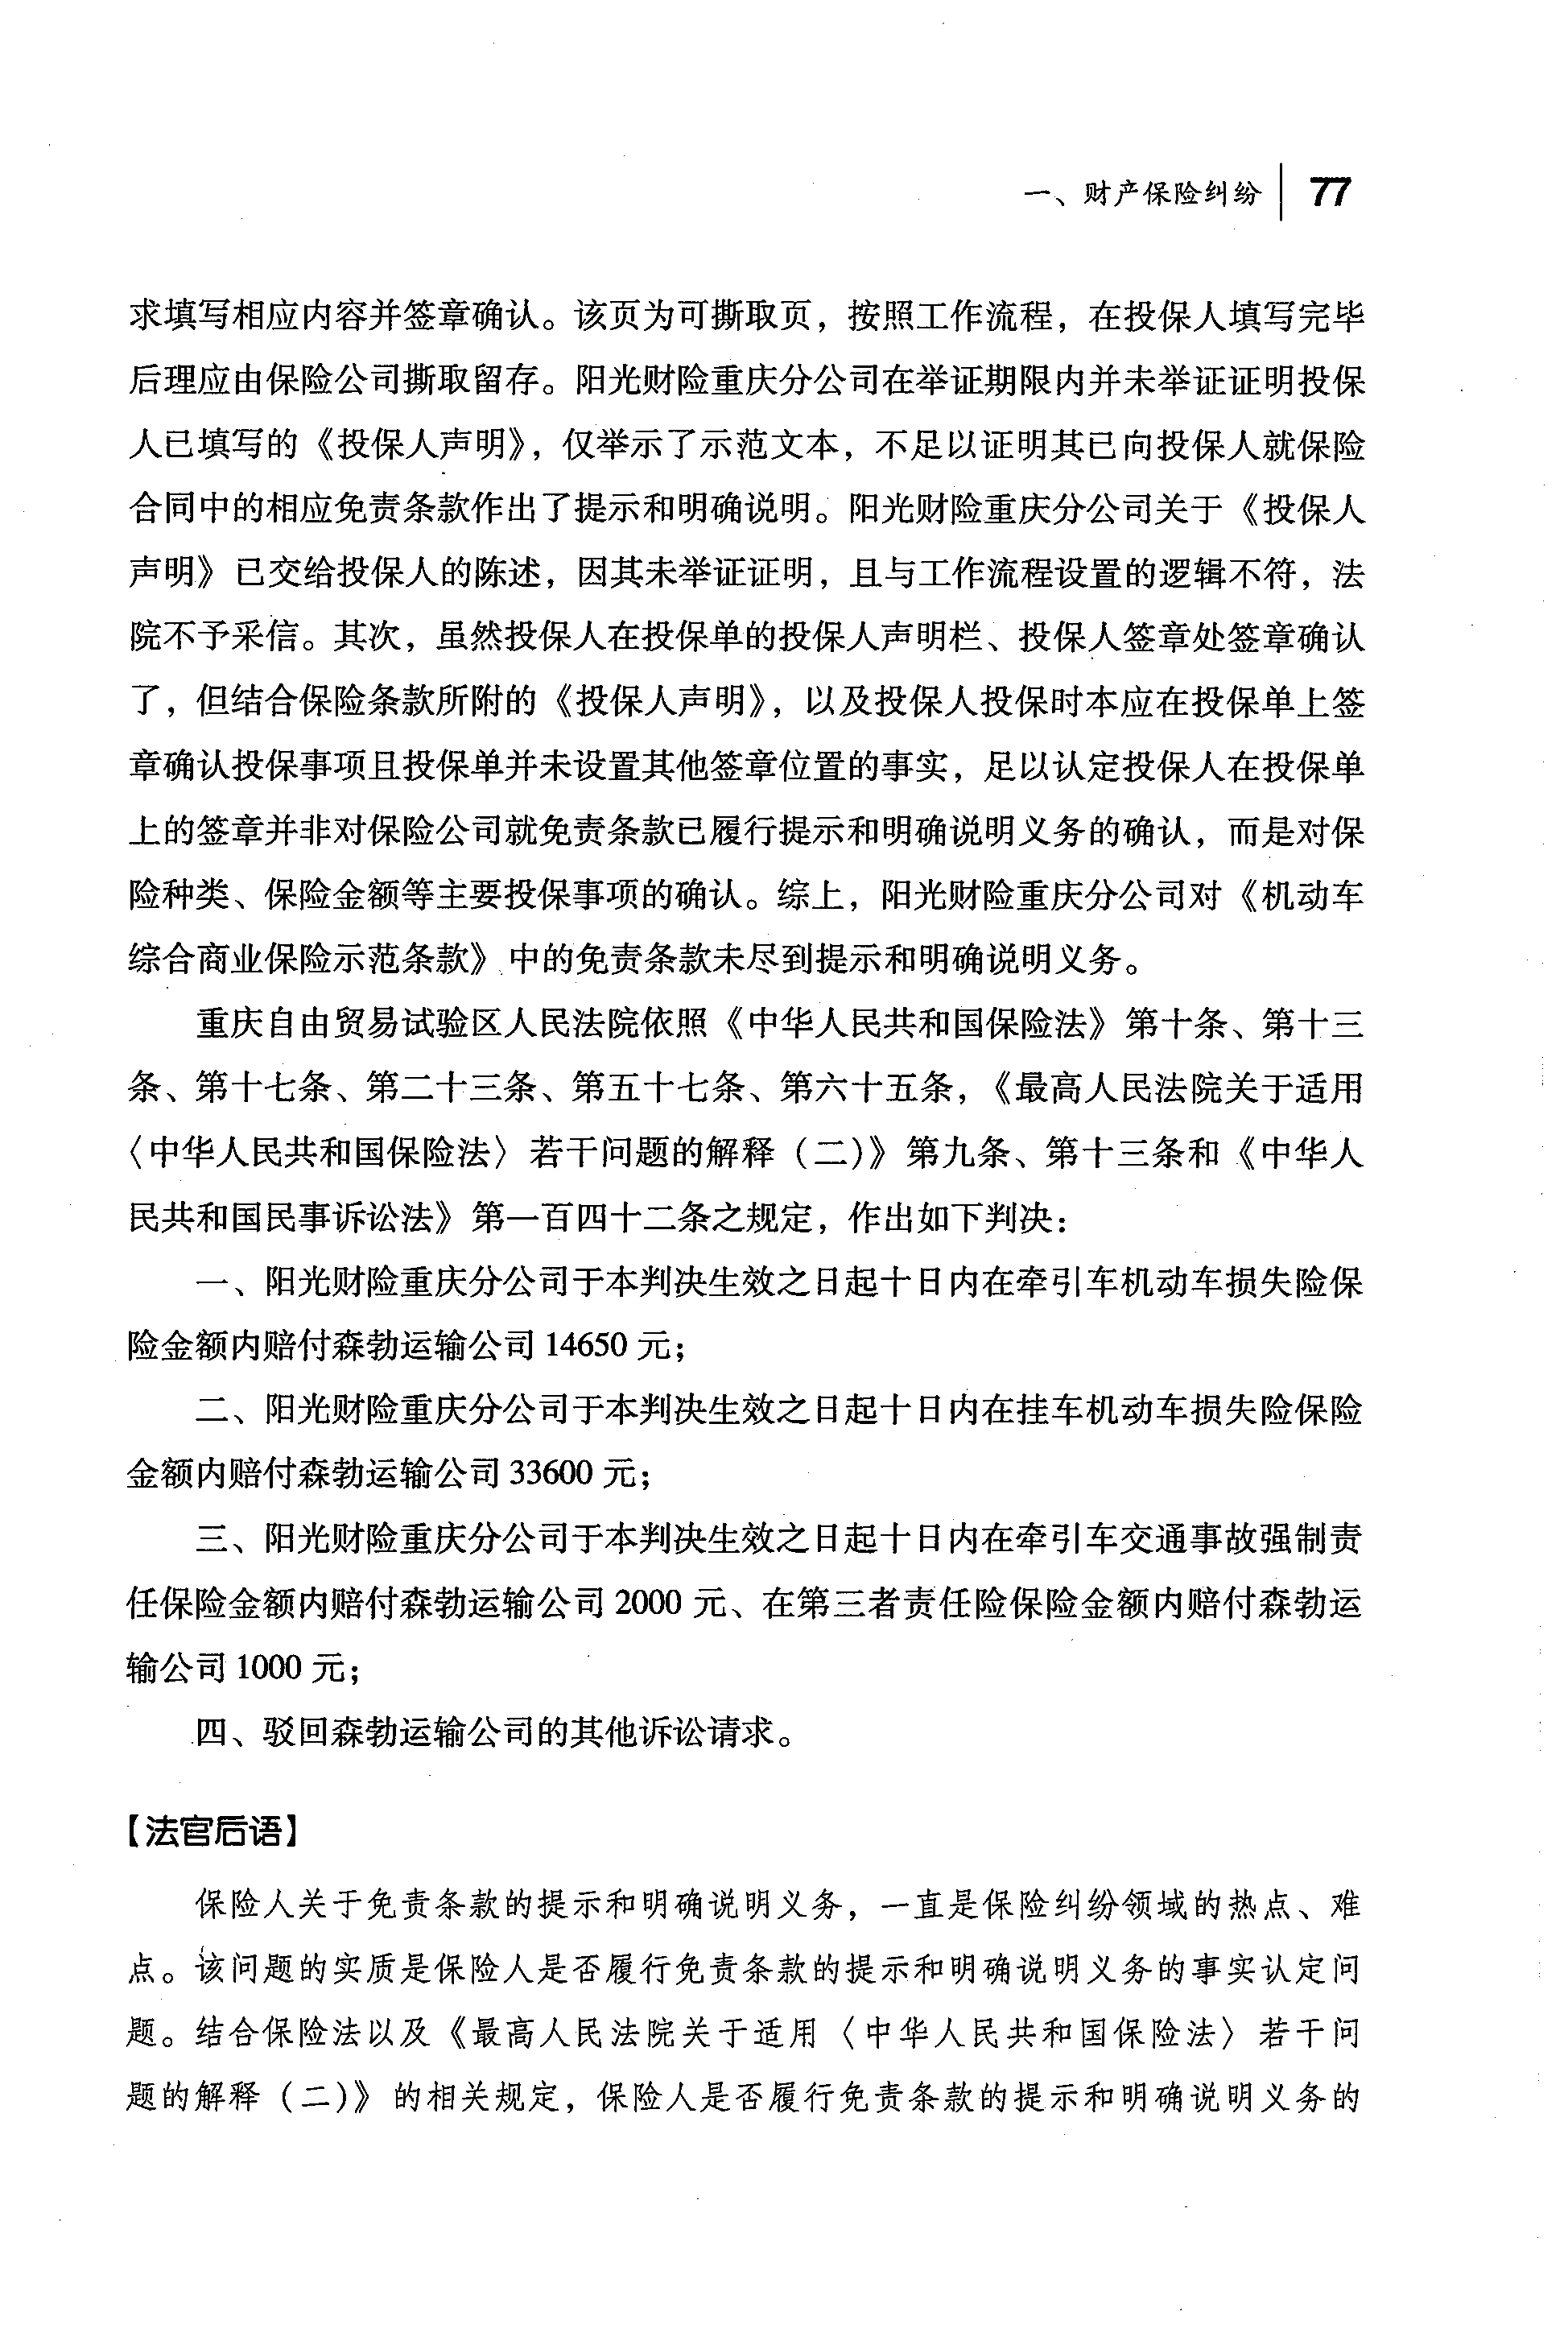 一、财产保险纠纷 77
求填写相应内容并签章确认。该页为可撕取页，按照工作流程，在投保人填写完毕
后理应由保险公司撕取留存。阳光财险重庆分公司在举证期限内并未举证证明投保
人已填写的《投保人声明》，仅举示了示范文本，不足以证明其已向投保人就保险
合同中的相应免责条款作出了提示和明确说明。阳光财险重庆分公司关于《投保人
声明》已交给投保人的陈述，因其未举证证明，且与工作流程设置的逻辑不符，法
院不予采信。其次，虽然投保人在投保单的投保人声明栏、投保人签章处签章确认
了，但结合保险条款所附的《投保人声明》，以及投保人投保时本应在投保单上签
章确认投保事项且投保单并未设置其他签章位置的事实，足以认定投保人在投保单
上的签章并非对保险公司就免责条款已履行提示和明确说明义务的确认，而是对保
险种类、保险金额等主要投保事项的确认。综上，阳光财险重庆分公司对《机动车
综合商业保险示范条款》中的免责条款未尽到提示和明确说明义务。
重庆自由贸易试验区人民法院依照《中华人民共和国保险法》第十条、第十三
条、第十七条、第二十三条、第五十七条、第六十五条，《最高人民法院关于适用
〈中华人民共和国保险法〉若干问题的解释（二）》第九条、第十三条和《中华人
民共和国民事诉讼法》第一百四十二条之规定，作出如下判决：
一、阳光财险重庆分公司于本判决生效之日起十日内在牵引车机动车损失险保
险金额内赔付森勃运输公司 14650 元；
二、阳光财险重庆分公司于本判决生效之日起十日内在挂车机动车损失险保险
金额内赔付森勃运输公司 33600 元；
三、阳光财险重庆分公司于本判决生效之日起十日内在牵引车交通事故强制责
任保险金额内赔付森勃运输公司 2000 元、在第三者责任险保险金额内赔付森勃运
输公司 1000 元；
四、驳回森勃运输公司的其他诉讼请求。
【法官后语】
保险人关于免责条款的提示和明确说明义务，一直是保险纠纷领域的热点、难
点。该问题的实质是保险人是否履行免责条款的提示和明确说明义务的事实认定问
题。结合保险法以及《最高人民法院关于适用〈中华人民共和国保险法〉若干问
题的解释（二）》的相关规定，保险人是否履行免责条款的提示和明确说明义务的